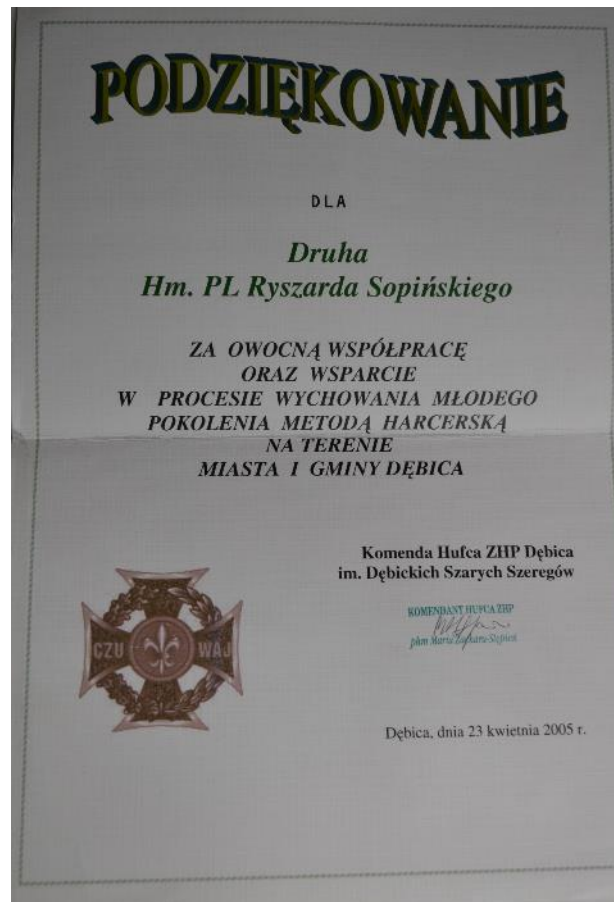 PODZIĘKOWANIE
DLA
Druha
Hm. PL Ryszarda Sopińskiego
ZA OWOCNĄ WSPÓŁPRACĘ
ORAZ WSPARCIE
W PROCESIE WYCHOWANIA MŁODEGO
POKOLENIA METODĄ HARCERSKĄ
NA TERENIE
MIASTA I GMINY DĘBICA
Komenda Hufca ZHP Dębica
im. Dębickich Szarych Szeregów
KOMENDANT HUFCA ZHP
phm Marta
CZU WAJ
Dębica, dnia 23 kwietnia 2005 r.